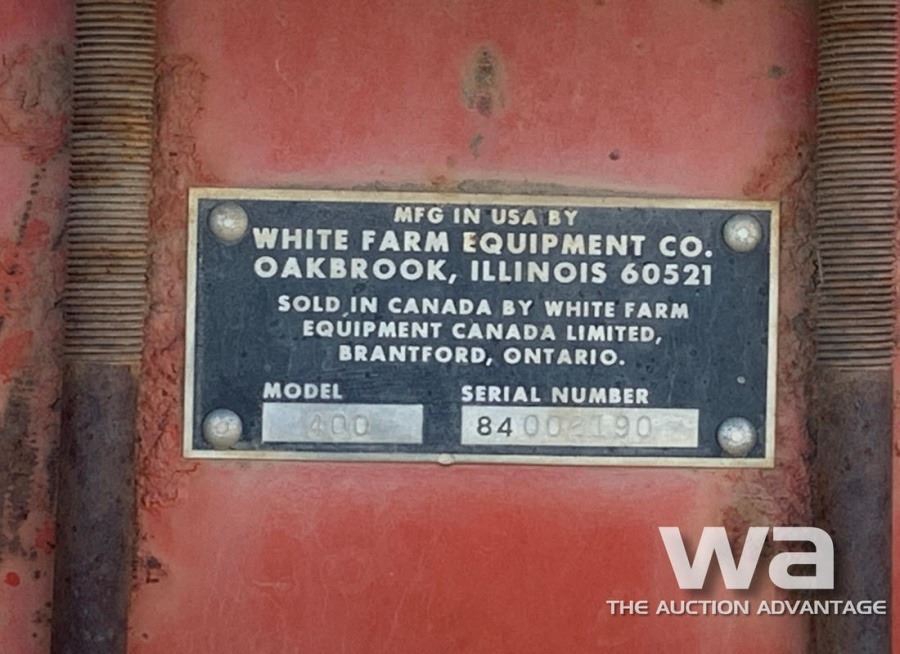 MFG IN USA BY
WHITE FARM EQUIPMENT CO.
OAKBROOK, ILLINOIS 60521
SOLD IN CANADA BY WHITE FARM
EQUIPMENT CANADA LIMITED,
BRANTFORD, ONTARIO.
MODEL SERIAL NUMBER
400
wa
THE AUCTION ADVANTAGE